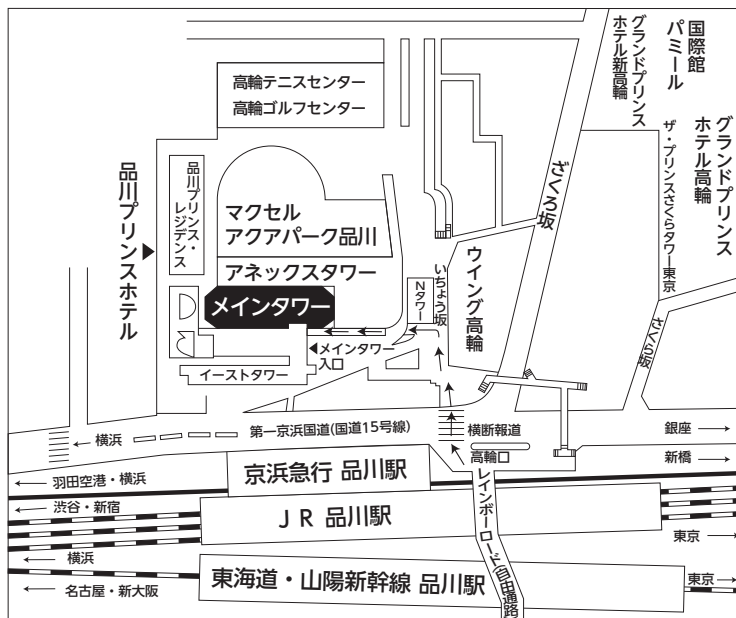 国際館
パミール
グランドプリンス
ホテル新高輪
グランドプリンス
ホテル高輪
ザ・プリンスさくらタワー東京
高輪テニスセンター
高輪ゴルフセンター
ざくろ坂
品川プリンスホテル
品川プリンス・
レジデンス
マクセル
アクアパーク品川
アネックスタワー
メインタワー
Nタワー
いちょう坂
ウイング高輪
さくら坂
メインタワー
入口
イーストタワー
横浜
第一京浜国道(国道15号線)
横断報道
銀座
高輪口
新橋
羽田空港・横浜
京浜急行 品川駅
渋谷・新宿
JR 品川駅
レインボーロード(自由通路)
東京
横浜
東海道・山陽新幹線 品川駅
東京
名古屋・新大阪